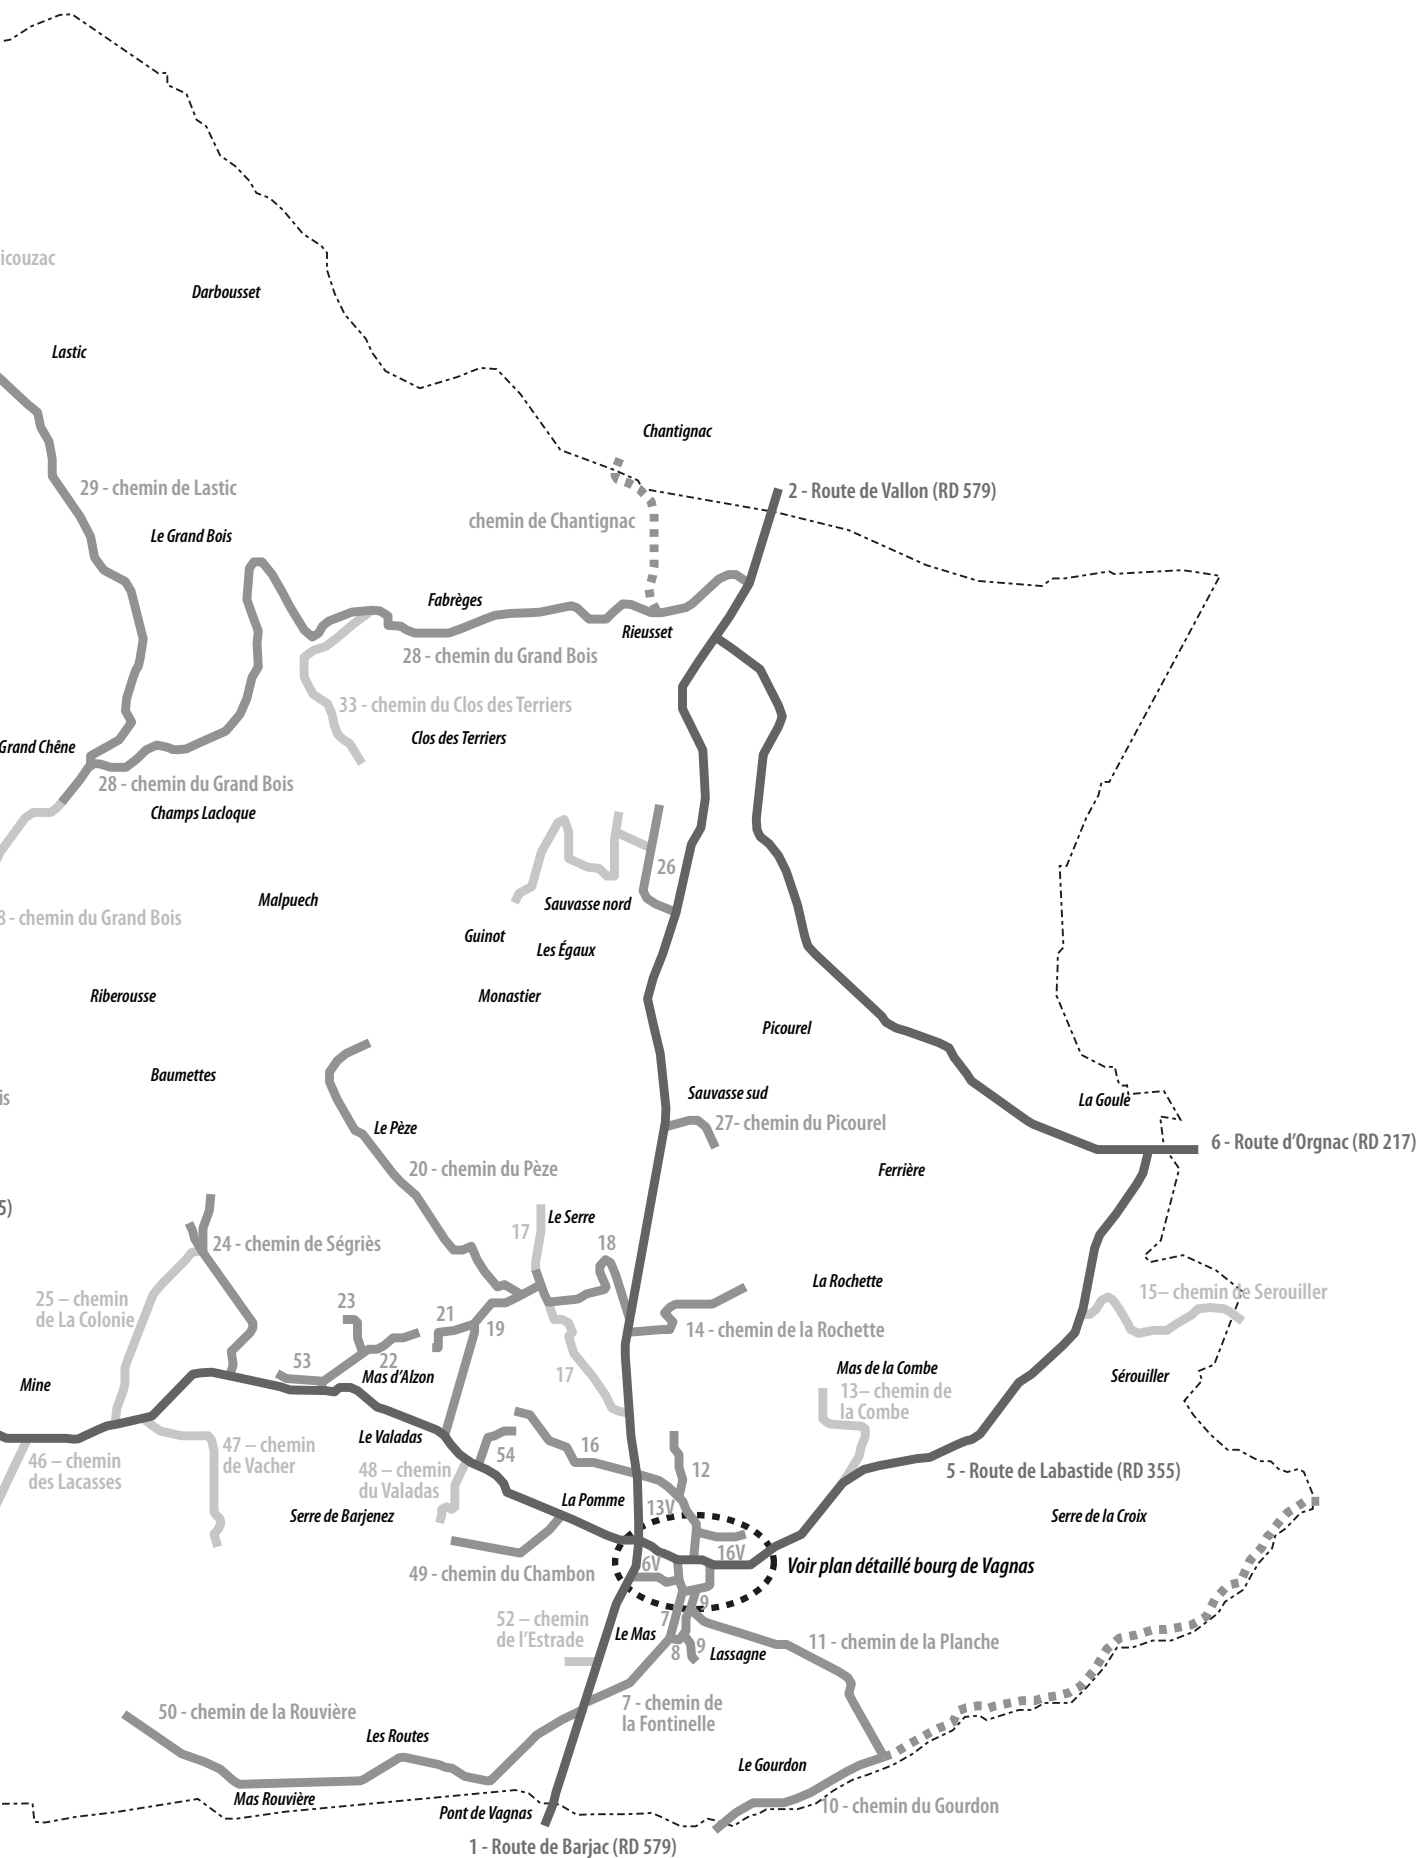 icouzac
Darbousset
Lastic
Chantignac
29 - chemin de Lastic
2 - Route de Vallon (RD 579)
chemin de Chantignac
Le Grand Bois
Fabrèges
Rieusset
28 - chemin du Grand Bois
33 - chemin du Clos des Terriers
Clos des Terriers
Grand Chêne
28 - chemin du Grand Bois
Champs Lacloque
26
Malpuech
Sauvasse nord
8 - chemin du Grand Bois
Guinot
Les Égaux
Riberousse
Monastier
Picourel
Baumettes
Sauvasse sud
is
La Goule
Le Pèze
27- chemin du Picourel
6 - Route d'Orgnac (RD 217)
20 - chemin du Pèze
Ferrière
5)
Le Serre
17
18
24 - chemin de Ségriès
La Rochette
25 – chemin
de La Colonie
15– chemin de Serouiller
23
21
19
14 - chemin de la Rochette
53
22
Mas d'Alzon
17
Mas de la Combe
Sérouiller
Mine
13– chemin de
la Combe
Le Valadas
47 – chemin
de Vacher
16
54
46 – chemin
des Lacasses
48 – chemin
du Valadas
12
5 - Route de Labastide (RD 355)
La Pomme
13V
Serre de Barjenez
Serre de la Croix
16V
6V
Voir plan détaillé bourg de Vagnas
49 - chemin du Chambon
9
52 – chemin
de l'Estrade
7
Le Mas
8
9
Lassagne
11 - chemin de la Planche
50 - chemin de la Rouvière
7 - chemin de
la Fontinelle
Les Routes
Le Gourdon
Mas Rouvière
Pont de Vagnas
10 - chemin du Gourdon
1 - Route de Barjac (RD 579)